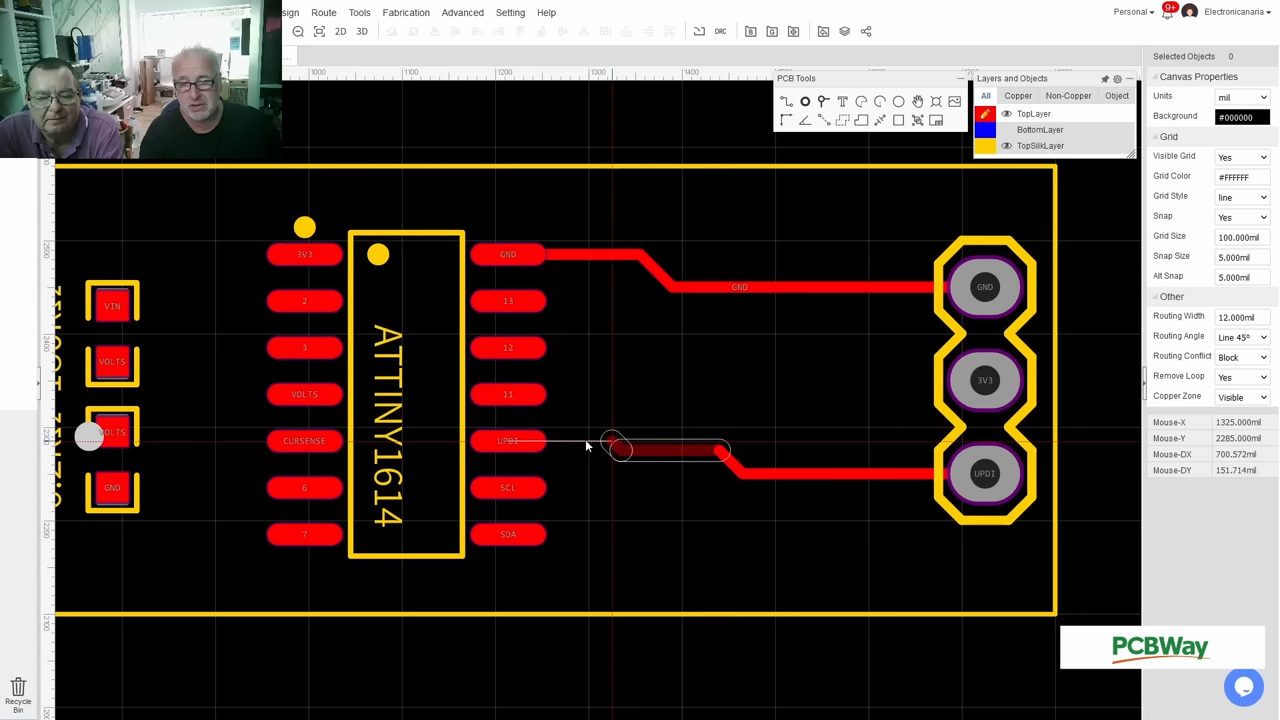 sign Route Tools Fabrication Advanced Setting Help
Personal 9+ Electronicanaria
2D 3D DRC
Selected Objects 0
1000 1100 1200 1300 1400
PCB Tools
Layers and Objects
All Copper Non-Copper Object
TopLayer
BottomLayer
TopSilkLayer
Canvas Properties
Units mil
Background #000000
Grid
Visible Grid Yes
Grid Color #FFFFFF
Grid Style line
Snap Yes
Grid Size 100.000mil
Snap Size 5.000mil
Alt Snap 5.000mil
Other
Routing Width 12.000mil
Routing Angle Line 45º
Routing Conflict Block
Remove Loop Yes
Copper Zone Visible
Mouse-X 1325.000mil
Mouse-Y 2285.000mil
Mouse-DX 700.572mil
Mouse-DY 151.714mil
VIN
VOLTS
VOLTS
GND
3V3
2
3
VOLTS
CURSENSE
6
7
ATTINY1614
GND
13
12
11
UPDI
SCL
SDA
GND
GND
3V3
UPDI
PCBWay
Recycle
Bin